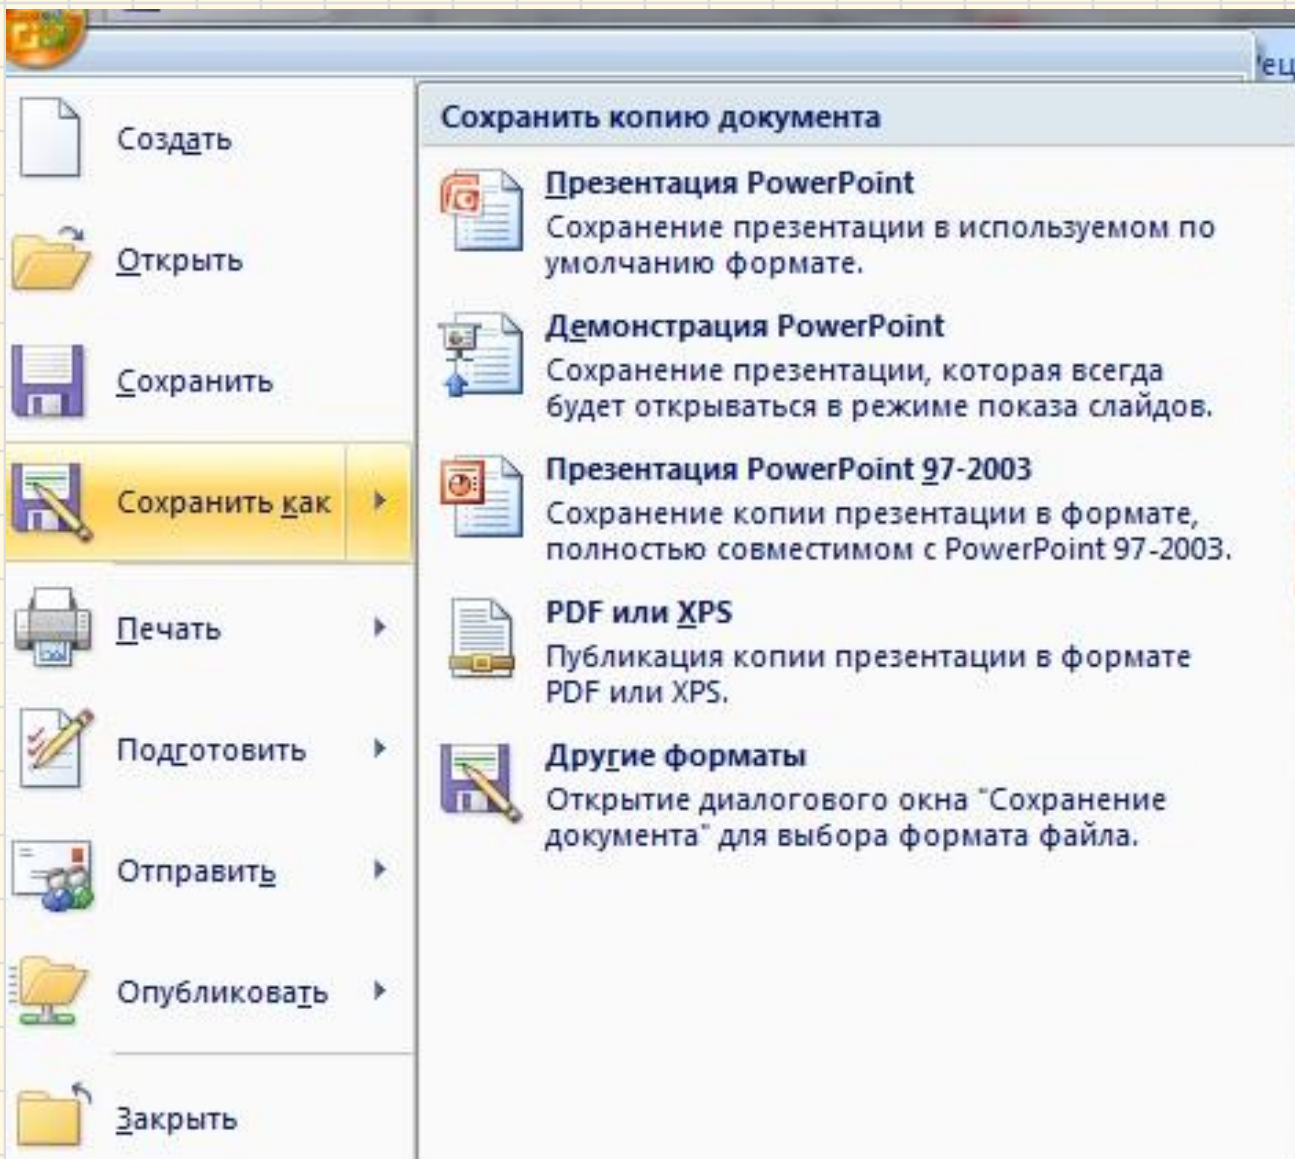 Создать
Открыть
Сохранить
Сохранить как
Печать
Подготовить
Отправить
Опубликовать
Закрыть
Сохранить копию документа
Презентация PowerPoint
Сохранение презентации в используемом по
умолчанию формате.
Демонстрация PowerPoint
Сохранение презентации, которая всегда
будет открываться в режиме показа слайдов.
Презентация PowerPoint 97-2003
Сохранение копии презентации в формате,
полностью совместимом с PowerPoint 97-2003.
PDF или XPS
Публикация копии презентации в формате
PDF или XPS.
Другие форматы
Открытие диалогового окна "Сохранение
документа" для выбора формата файла.